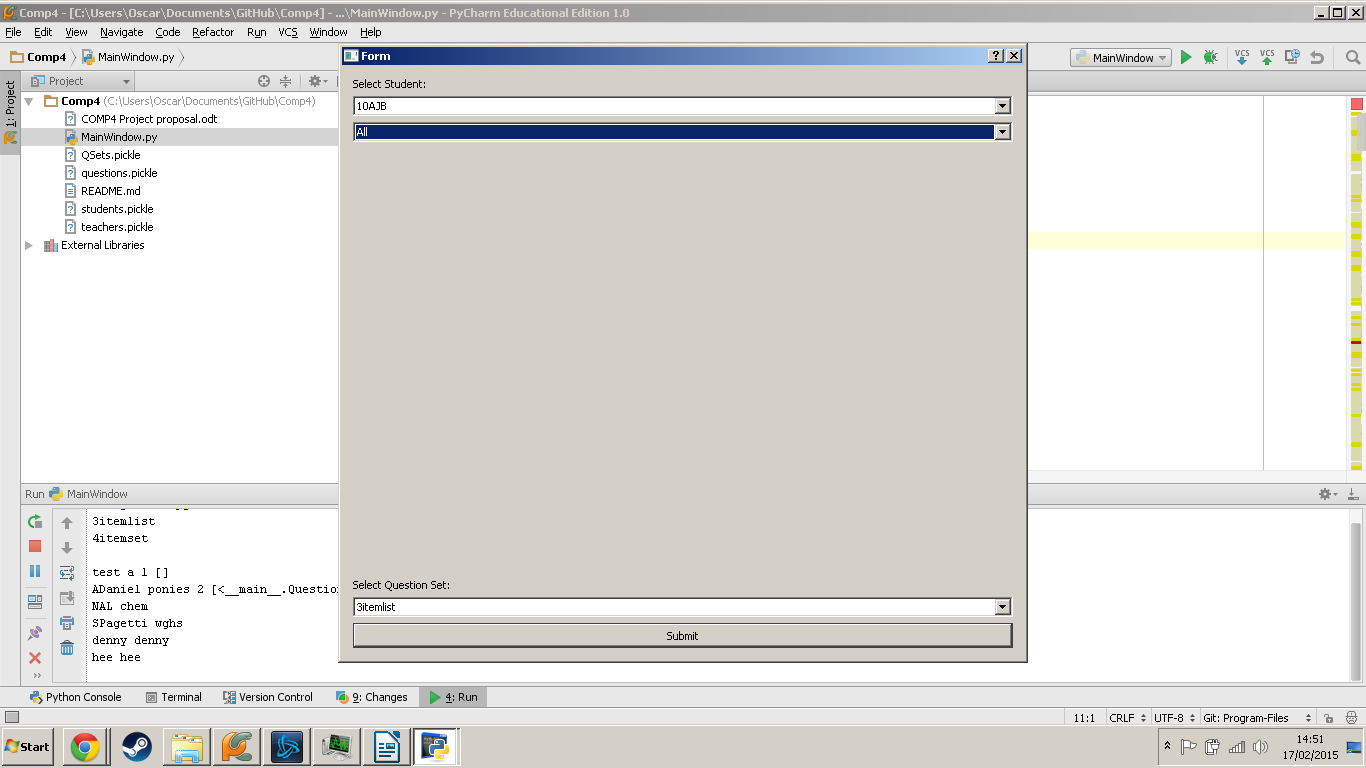 Comp4 - [C:\Users\Oscar\Documents\GitHub\Comp4] - ...\MainWindow.py - PyCharm Educational Edition 1.0
File Edit View Navigate Code Refactor Run VCS Window Help
Comp4 MainWindow.py
MainWindow
VCS VCS
1: Project
Project
Comp4 (C:\Users\Oscar\Documents\GitHub\Comp4)
COMP4 Project proposal.odt
MainWindow.py
QSets.pickle
questions.pickle
README.md
students.pickle
teachers.pickle
External Libraries
Form
Select Student:
10AJB
All
Select Question Set:
3itemlist
Submit
Run MainWindow
3itemlist
4itemset
test a l []
ADaniel ponies 2 [<__main__.Question
NAL chem
SPagetti wghs
denny denny
hee hee
Python Console Terminal Version Control 9: Changes 4: Run
11:1 CRLF UTF-8 Git: Program-Files
Start
14:51
17/02/2015